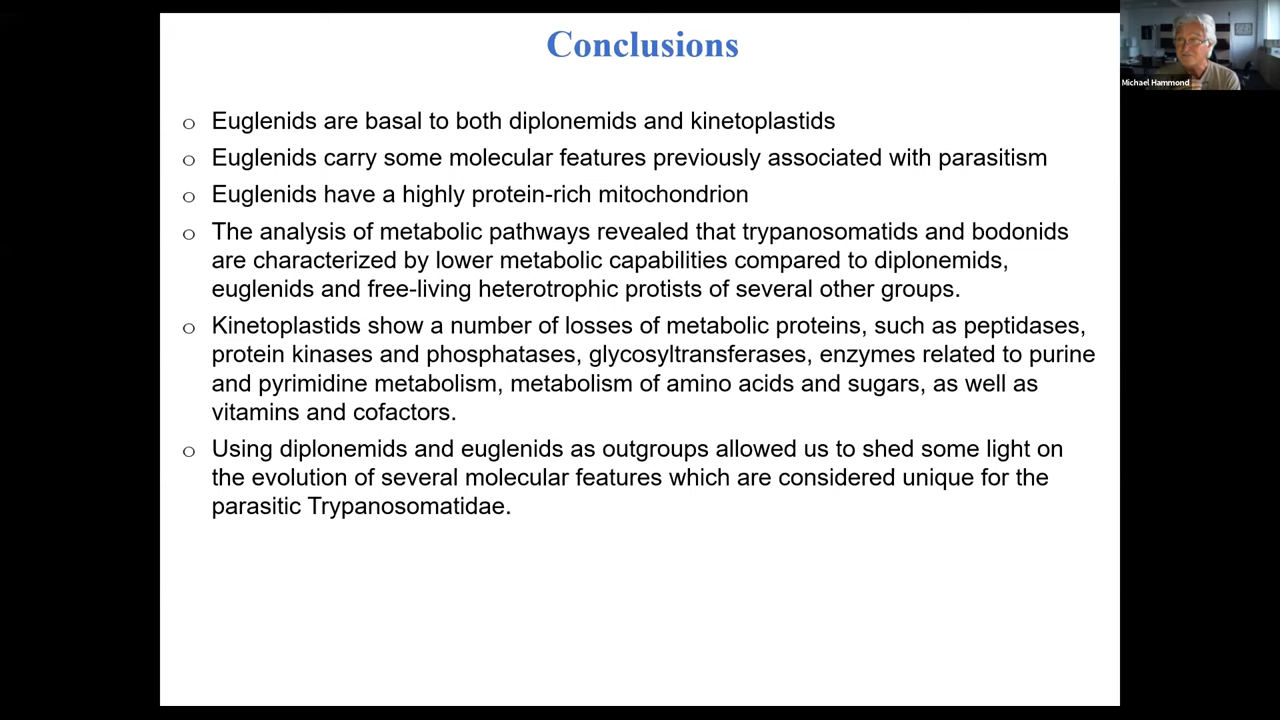 Conclusions
Michael Hammond
o Euglenids are basal to both diplonemids and kinetoplastids
o Euglenids carry some molecular features previously associated with parasitism
o Euglenids have a highly protein-rich mitochondrion
o The analysis of metabolic pathways revealed that trypanosomatids and bodonids
are characterized by lower metabolic capabilities compared to diplonemids,
euglenids and free-living heterotrophic protists of several other groups.
o Kinetoplastids show a number of losses of metabolic proteins, such as peptidases,
protein kinases and phosphatases, glycosyltransferases, enzymes related to purine
and pyrimidine metabolism, metabolism of amino acids and sugars, as well as
vitamins and cofactors.
o Using diplonemids and euglenids as outgroups allowed us to shed some light on
the evolution of several molecular features which are considered unique for the
parasitic Trypanosomatidae.